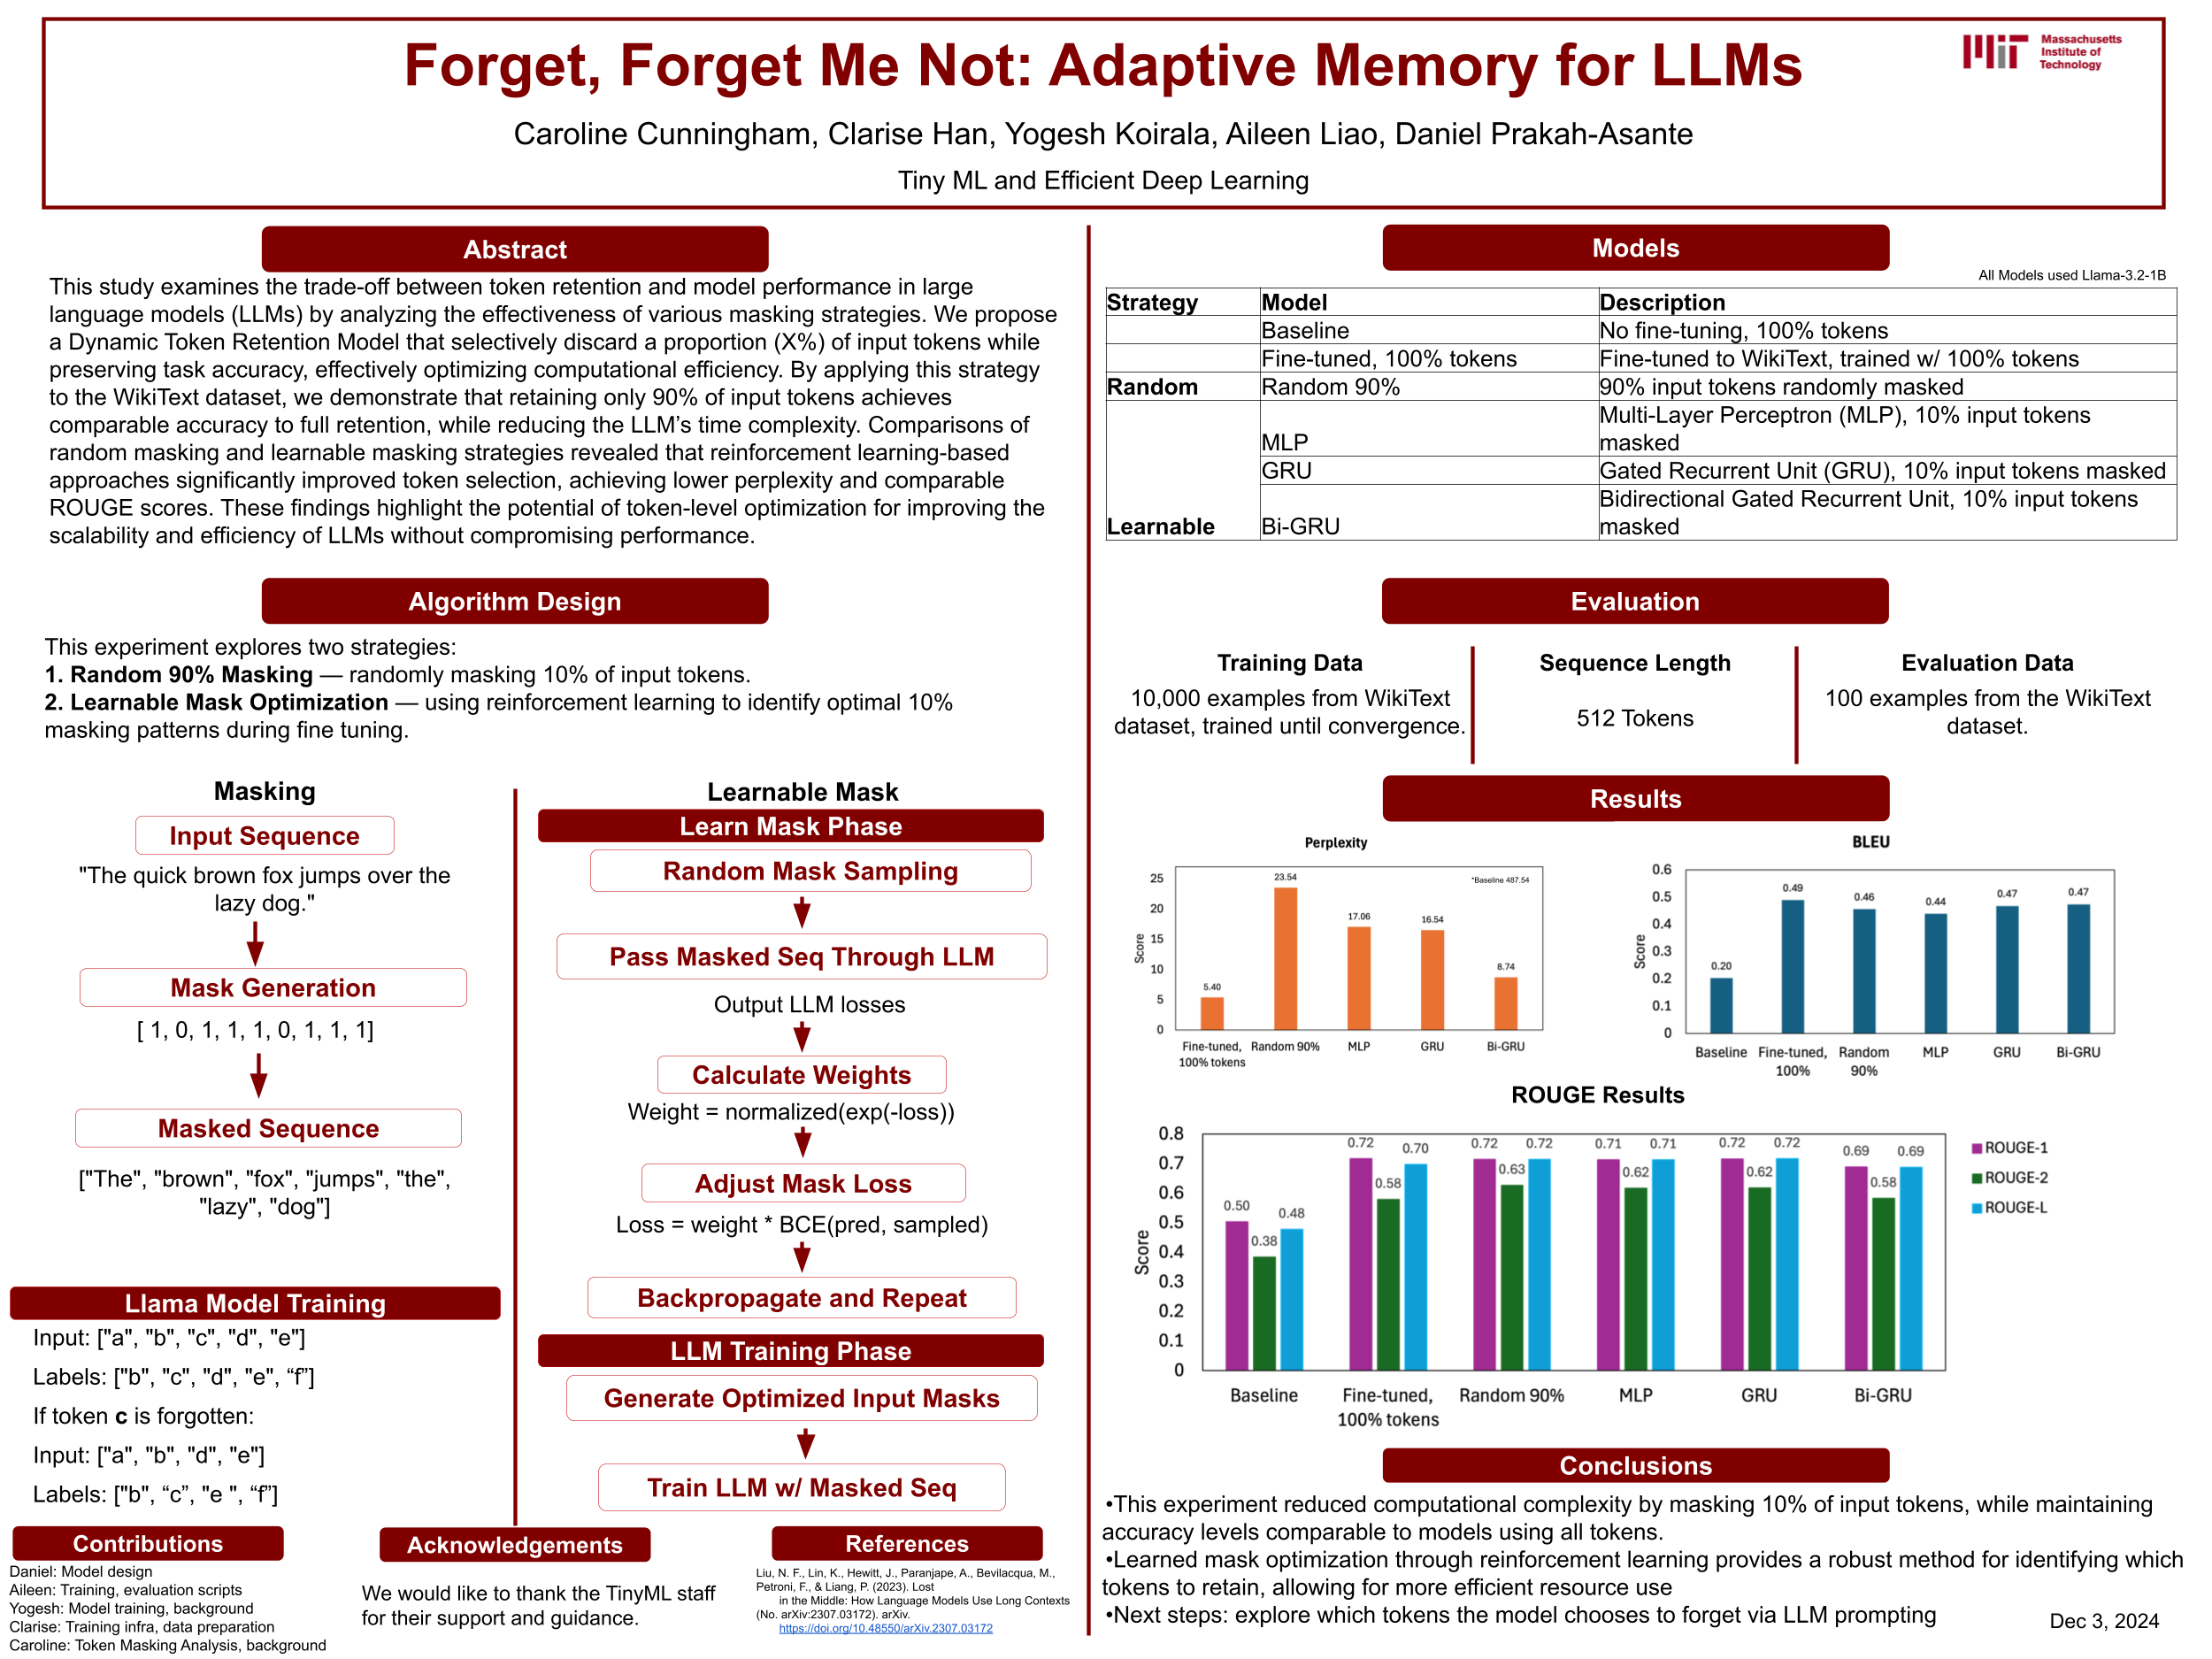 Forget, Forget Me Not: Adaptive Memory for LLMs
Massachusetts
Institute of
Technology
Caroline Cunningham, Clarise Han, Yogesh Koirala, Aileen Liao, Daniel Prakah-Asante
Tiny ML and Efficient Deep Learning
Abstract
This study examines the trade-off between token retention and model performance in large
language models (LLMs) by analyzing the effectiveness of various masking strategies. We propose
a Dynamic Token Retention Model that selectively discard a proportion (X%) of input tokens while
preserving task accuracy, effectively optimizing computational efficiency. By applying this strategy
to the WikiText dataset, we demonstrate that retaining only 90% of input tokens achieves
comparable accuracy to full retention, while reducing the LLM's time complexity. Comparisons of
random masking and learnable masking strategies revealed that reinforcement learning-based
approaches significantly improved token selection, achieving lower perplexity and comparable
ROUGE scores. These findings highlight the potential of token-level optimization for improving the
scalability and efficiency of LLMs without compromising performance.
Algorithm Design
This experiment explores two strategies:
1. Random 90% Masking — randomly masking 10% of input tokens.
2. Learnable Mask Optimization — using reinforcement learning to identify optimal 10%
masking patterns during fine tuning.
Masking
Input Sequence
"The quick brown fox jumps over the
lazy dog."
Mask Generation
[ 1, 0, 1, 1, 1, 0, 1, 1, 1]
Masked Sequence
["The", "brown", "fox", "jumps", "the",
"lazy", "dog"]
Llama Model Training
Input: ["a", "b", "c", "d", "e"]
Labels: ["b", "c", "d", "e", “f”]
If token c is forgotten:
Input: ["a", "b", "d", "e"]
Labels: ["b", “c”, "e ", “f”]
Learnable Mask
Learn Mask Phase
Random Mask Sampling
Pass Masked Seq Through LLM
Output LLM losses
Calculate Weights
Weight = normalized(exp(-loss))
Adjust Mask Loss
Loss = weight * BCE(pred, sampled)
Backpropagate and Repeat
LLM Training Phase
Generate Optimized Input Masks
Train LLM w/ Masked Seq
Contributions
Daniel: Model design
Aileen: Training, evaluation scripts
Yogesh: Model training, background
Clarise: Training infra, data preparation
Caroline: Token Masking Analysis, background
Acknowledgements
We would like to thank the TinyML staff
for their support and guidance.
References
Liu, N. F., Lin, K., Hewitt, J., Paranjape, A., Bevilacqua, M.,
Petroni, F., & Liang, P. (2023). Lost
in the Middle: How Language Models Use Long Contexts
(No. arXiv:2307.03172). arXiv.
https://doi.org/10.48550/arXiv.2307.03172
Models
All Models used Llama-3.2-1B
Strategy Model Description
Baseline No fine-tuning, 100% tokens
Fine-tuned, 100% tokens Fine-tuned to WikiText, trained w/ 100% tokens
Random Random 90% 90% input tokens randomly masked
Multi-Layer Perceptron (MLP), 10% input tokens
MLP masked
GRU Gated Recurrent Unit (GRU), 10% input tokens masked
Bidirectional Gated Recurrent Unit, 10% input tokens
Learnable Bi-GRU masked
Evaluation
Training Data
10,000 examples from WikiText
dataset, trained until convergence.
Sequence Length
512 Tokens
Evaluation Data
100 examples from the WikiText
dataset.
Results
Perplexity
*Baseline 487.54
Score
25
20
15
10
5
0
5.40 23.54 17.06 16.54 8.74
Fine-tuned, Random 90% MLP GRU Bi-GRU
100% tokens
BLEU
Score
0.6
0.5
0.4
0.3
0.2
0.1
0
0.20 0.49 0.46 0.44 0.47 0.47
Baseline Fine-tuned, Random MLP GRU Bi-GRU
100% 90%
ROUGE Results
Score
0.8
0.7
0.6
0.5
0.4
0.3
0.2
0.1
0
0.50 0.38 0.48 0.72 0.58 0.70 0.72 0.63 0.72 0.71 0.62 0.71 0.72 0.62 0.72 0.69 0.58 0.69
Baseline Fine-tuned, Random 90% MLP GRU Bi-GRU
100% tokens
ROUGE-1
ROUGE-2
ROUGE-L
Conclusions
•This experiment reduced computational complexity by masking 10% of input tokens, while maintaining
accuracy levels comparable to models using all tokens.
•Learned mask optimization through reinforcement learning provides a robust method for identifying which
tokens to retain, allowing for more efficient resource use
•Next steps: explore which tokens the model chooses to forget via LLM prompting
Dec 3, 2024